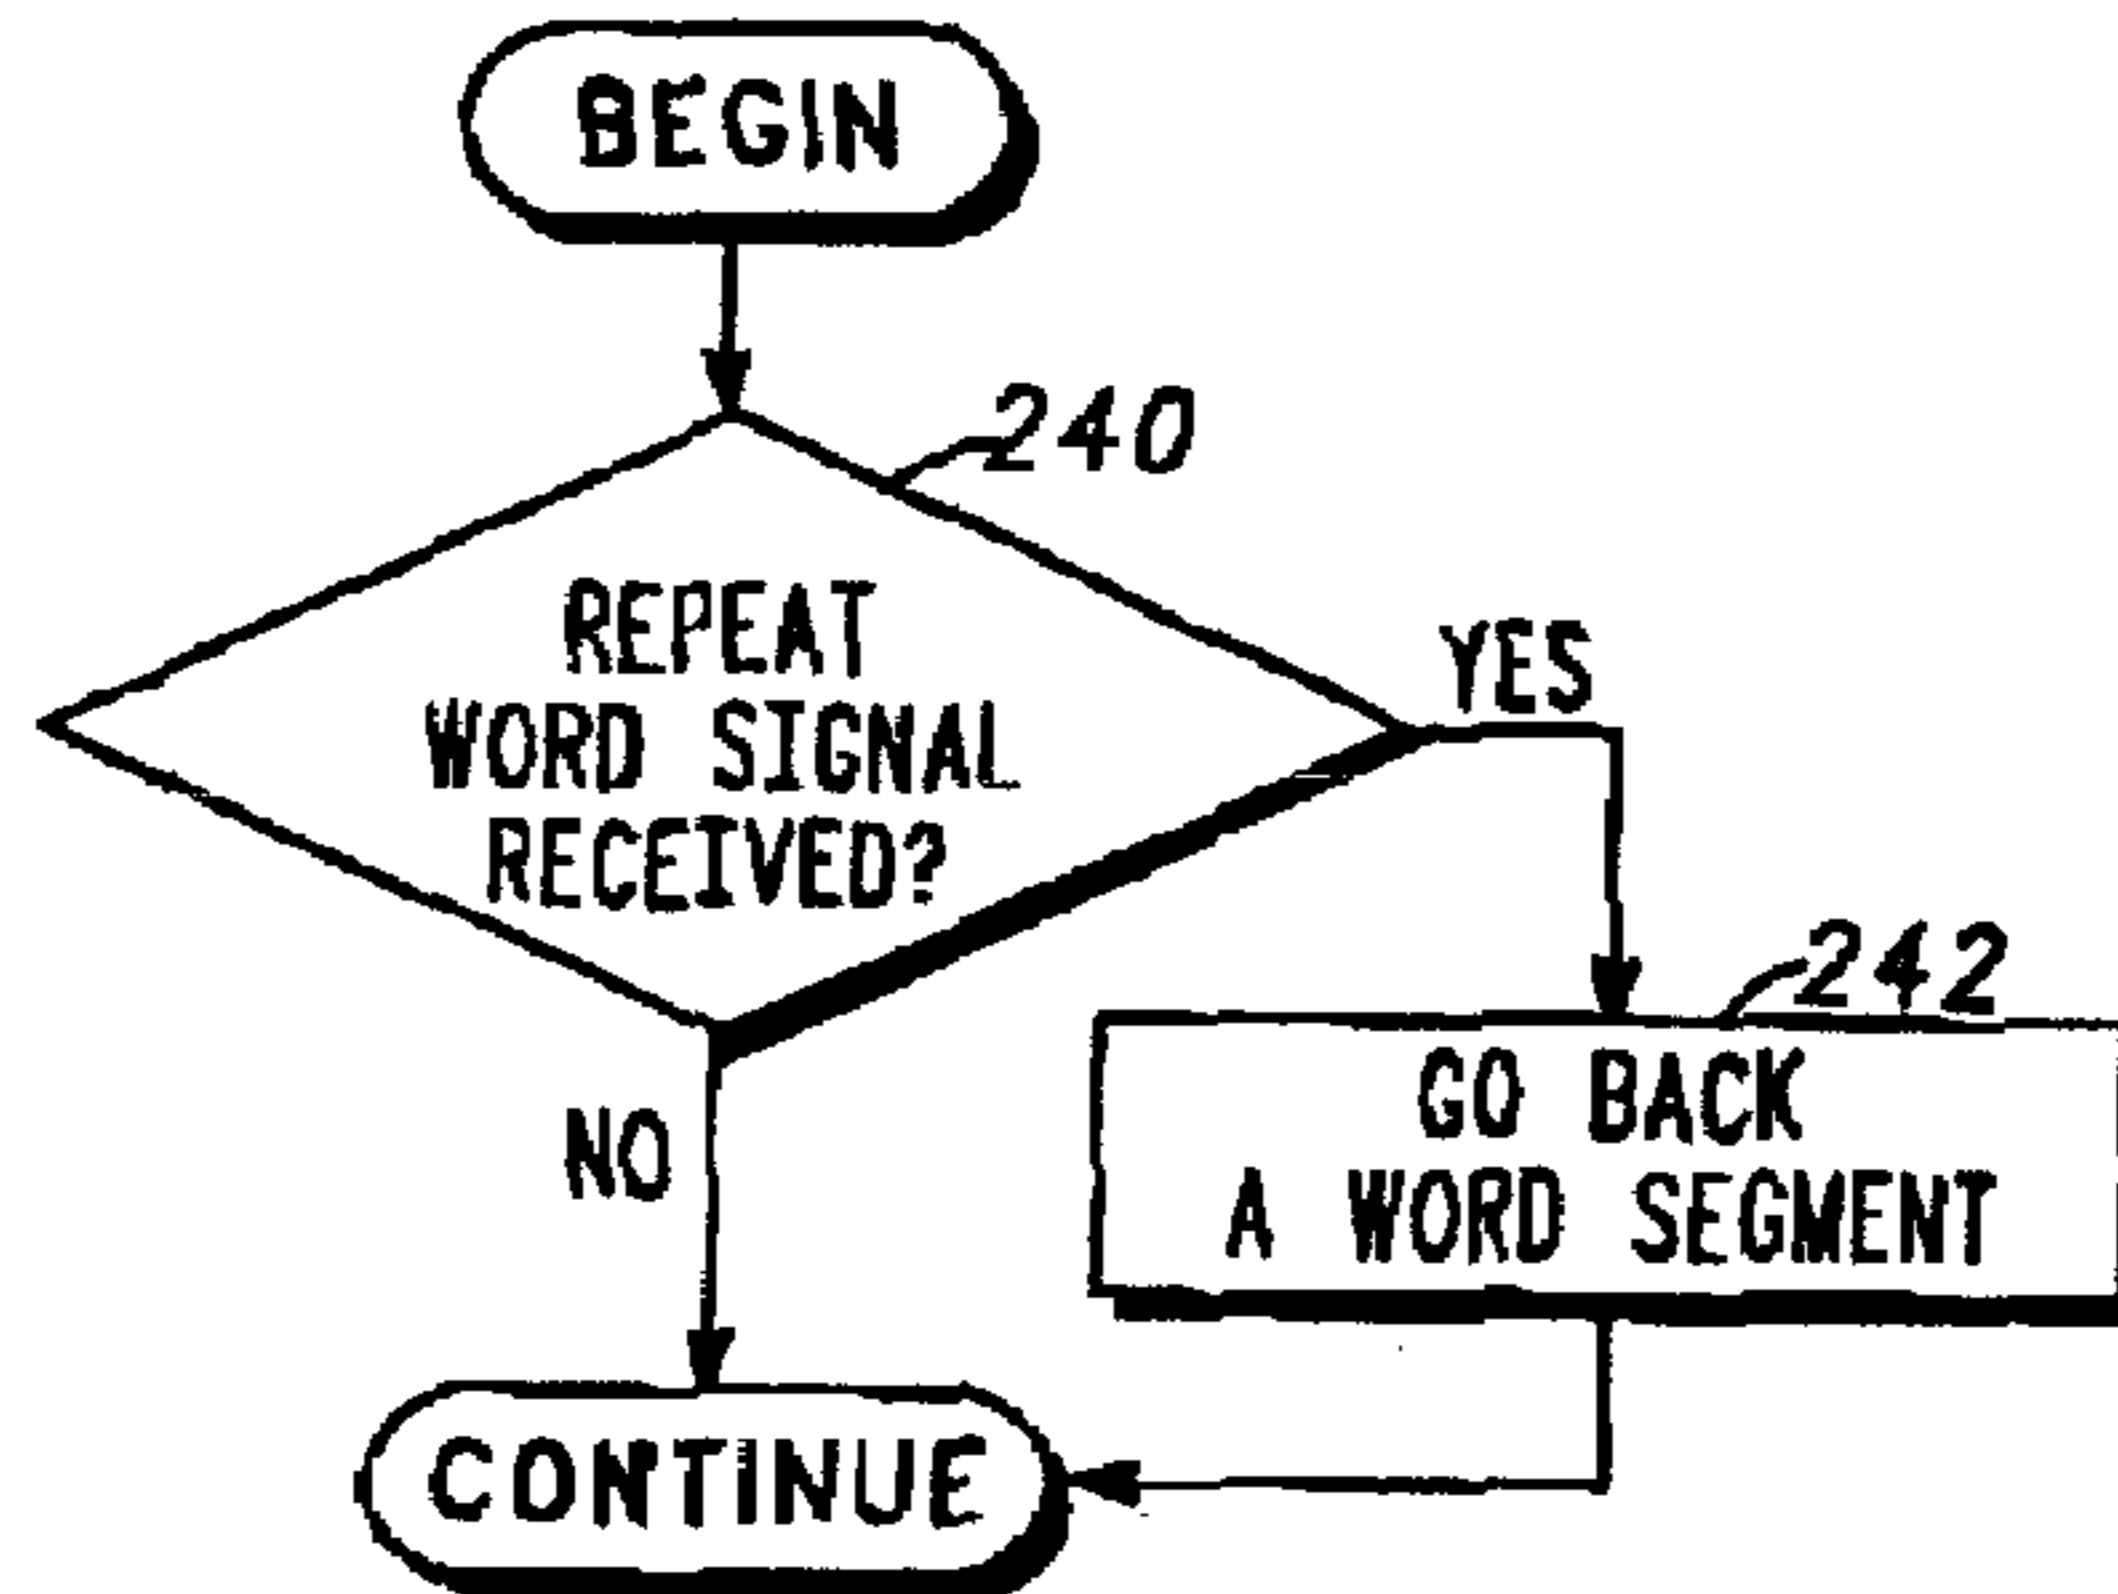 BEGIN
240
REPEAT
WORD SIGNAL
RECEIVED?
YES
242
GO BACK
A WORD SEGMENT
NO
CONTINUE